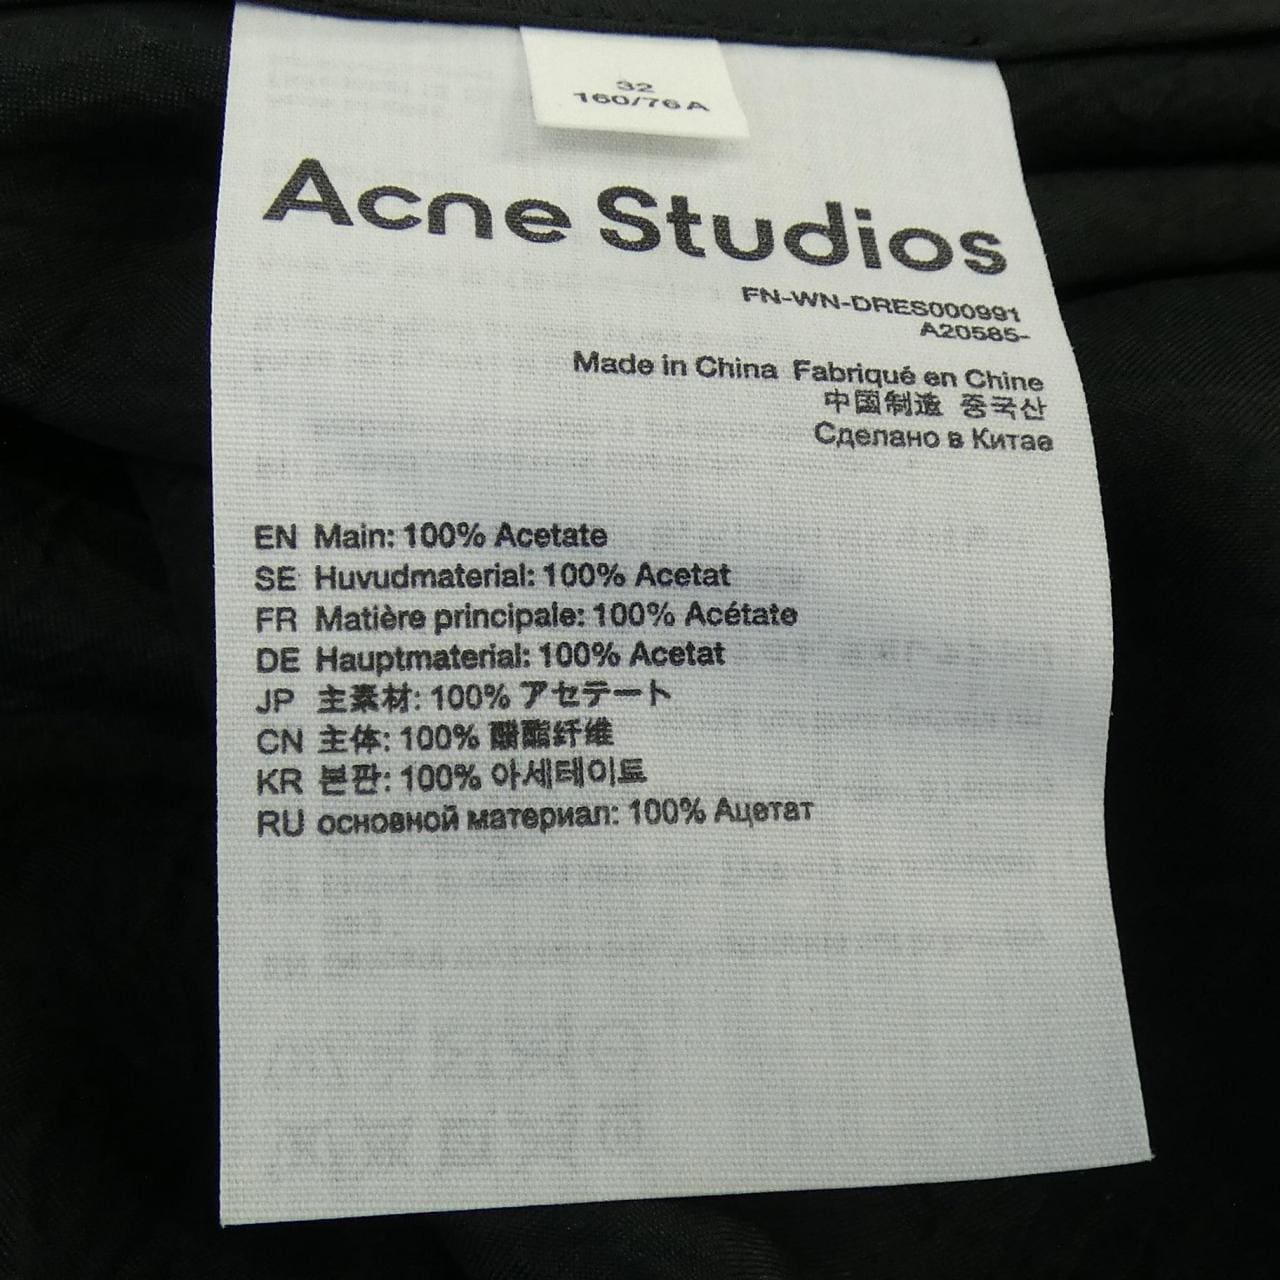 32
160/76A
Acne Studios
FN-WN-DRES000991
A20585-
Made in China Fabriqué en Chine
中国制造 중국산
Сделано в Китае
EN Main: 100% Acetate
SE Huvudmaterial: 100% Acetat
FR Matière principale: 100% Acétate
DE Hauptmaterial: 100% Acetat
JP 主素材: 100% アセテート
CN 主体: 100% 醋酯纤维
KR 본판: 100% 아세테이트
RU основной материал: 100% Ацетат